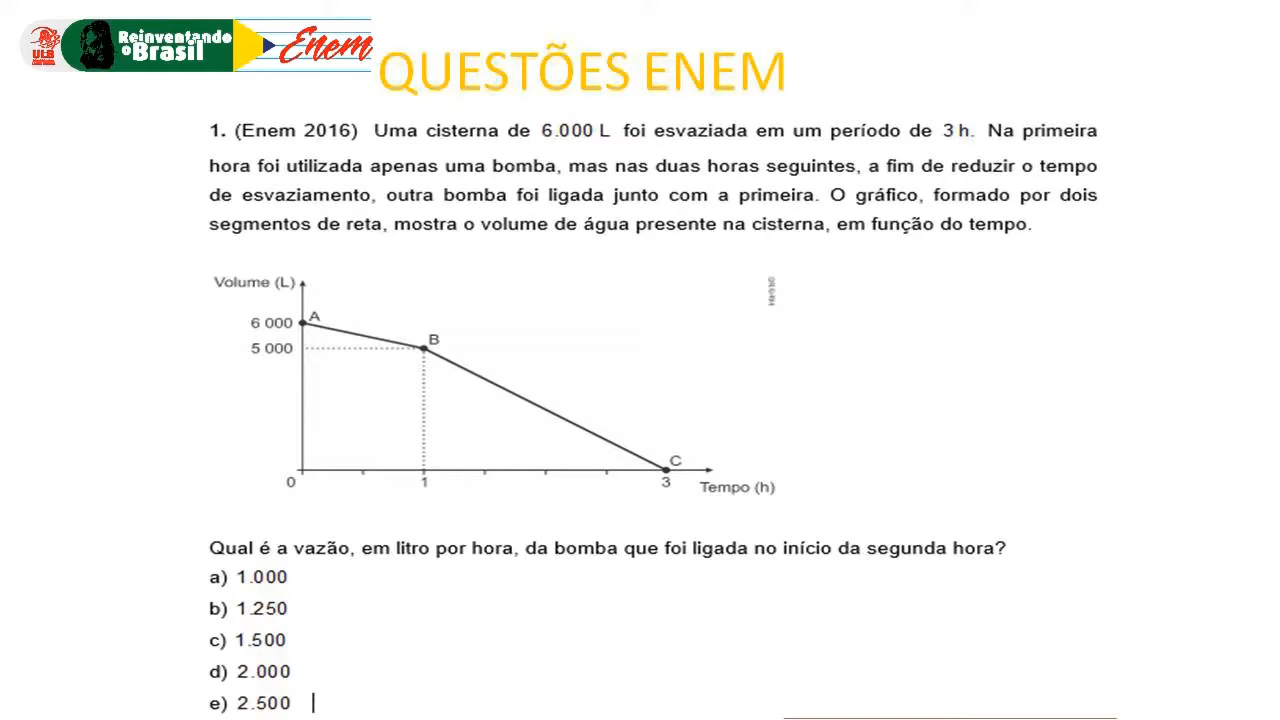 Reinventando
o Brasil
ULB
Enem
QUESTÕES ENEM
1. (Enem 2016) Uma cisterna de 6.000 L foi esvaziada em um período de 3 h. Na primeira
hora foi utilizada apenas uma bomba, mas nas duas horas seguintes, a fim de reduzir o tempo
de esvaziamento, outra bomba foi ligada junto com a primeira. O gráfico, formado por dois
segmentos de reta, mostra o volume de água presente na cisterna, em função do tempo.
Volume (L)
6 000
A
5 000
B
C
0
1
3
Tempo (h)
Qual é a vazão, em litro por hora, da bomba que foi ligada no início da segunda hora?
a) 1.000
b) 1.250
c) 1.500
d) 2.000
e) 2.500